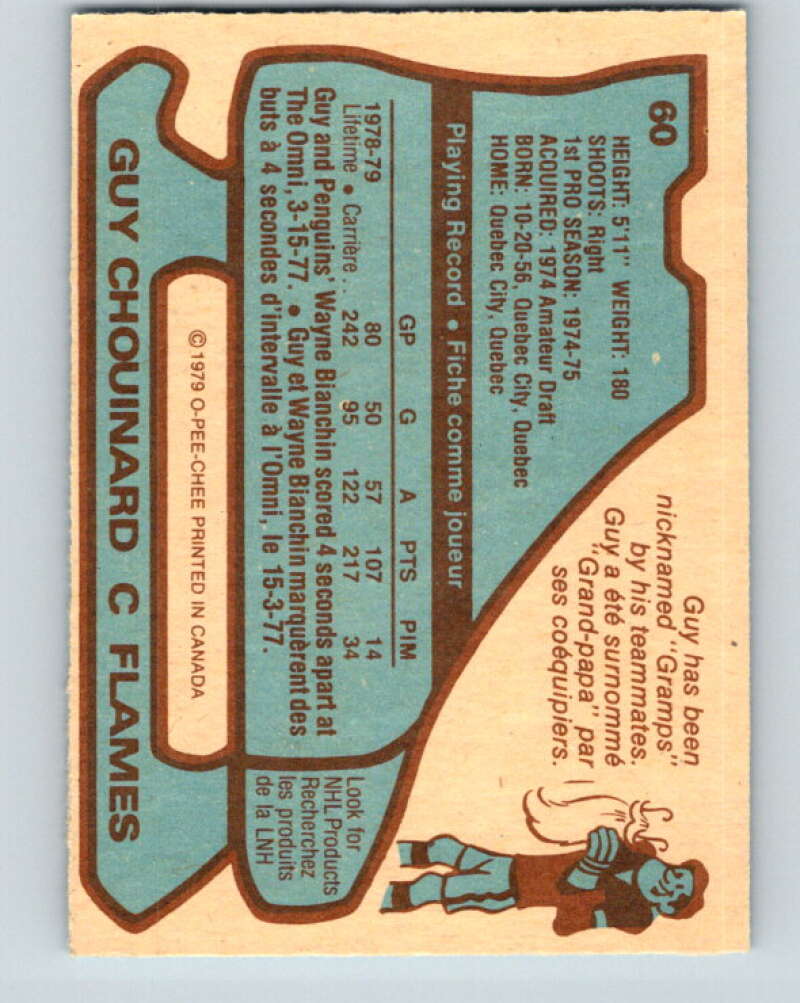 60
HEIGHT: 5'11" WEIGHT: 180
SHOOTS: Right
1st PRO SEASON: 1974-75
ACQUIRED: 1974 Amateur Draft
BORN: 10-20-56, Quebec City, Quebec
HOME: Quebec City, Quebec
Guy has been
nicknamed "Gramps"
by his teammates.
Guy a été surnommé
"Grand-papa" par
ses coéquipiers.
Playing Record • Fiche comme joueur
GP G A PTS PIM
1978-79 80 50 57 107 14
Lifetime • Carrière . . 242 95 122 217 34
Guy and Penguins' Wayne Bianchin scored 4 seconds apart at
The Omni, 3-15-77. • Guy et Wayne Bianchin marquèrent des
buts à 4 secondes d'intervalle à l'Omni, le 15-3-77.
Look for
NHL Products
Recherchez
les produits
de la LNH
© 1979 O-PEE-CHEE PRINTED IN CANADA
GUY CHOUINARD C FLAMES